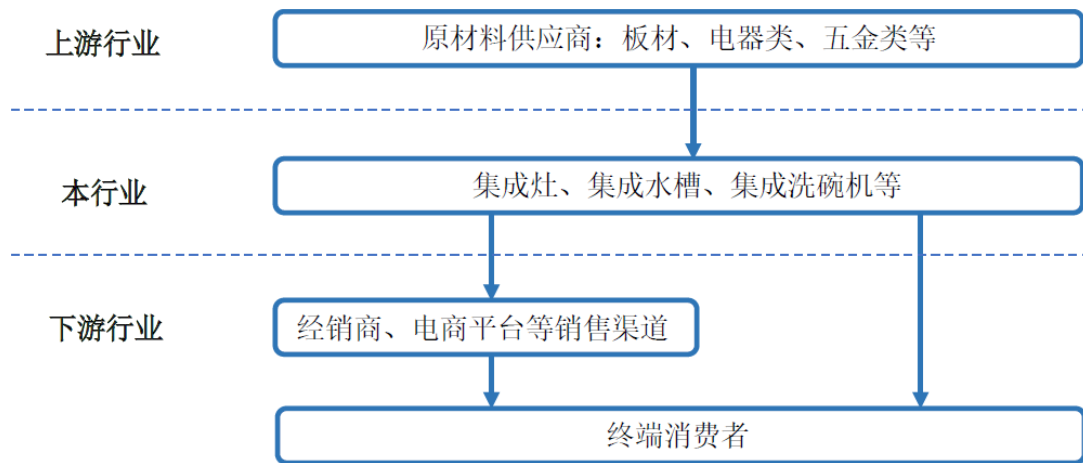 上游行业
原材料供应商：板材、电器类、五金类等
本行业
集成灶、集成水槽、集成洗碗机等
下游行业
经销商、电商平台等销售渠道
终端消费者